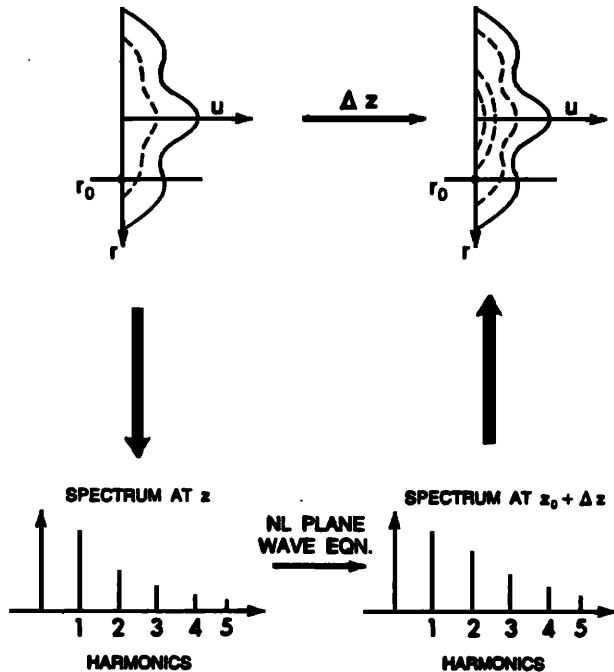 u
Δ z
u
r₀
r₀
r
r
SPECTRUM AT z
SPECTRUM AT z₀ + Δ z
NL PLANE
WAVE EQN.
1 2 3 4 5
1 2 3 4 5
HARMONICS
HARMONICS